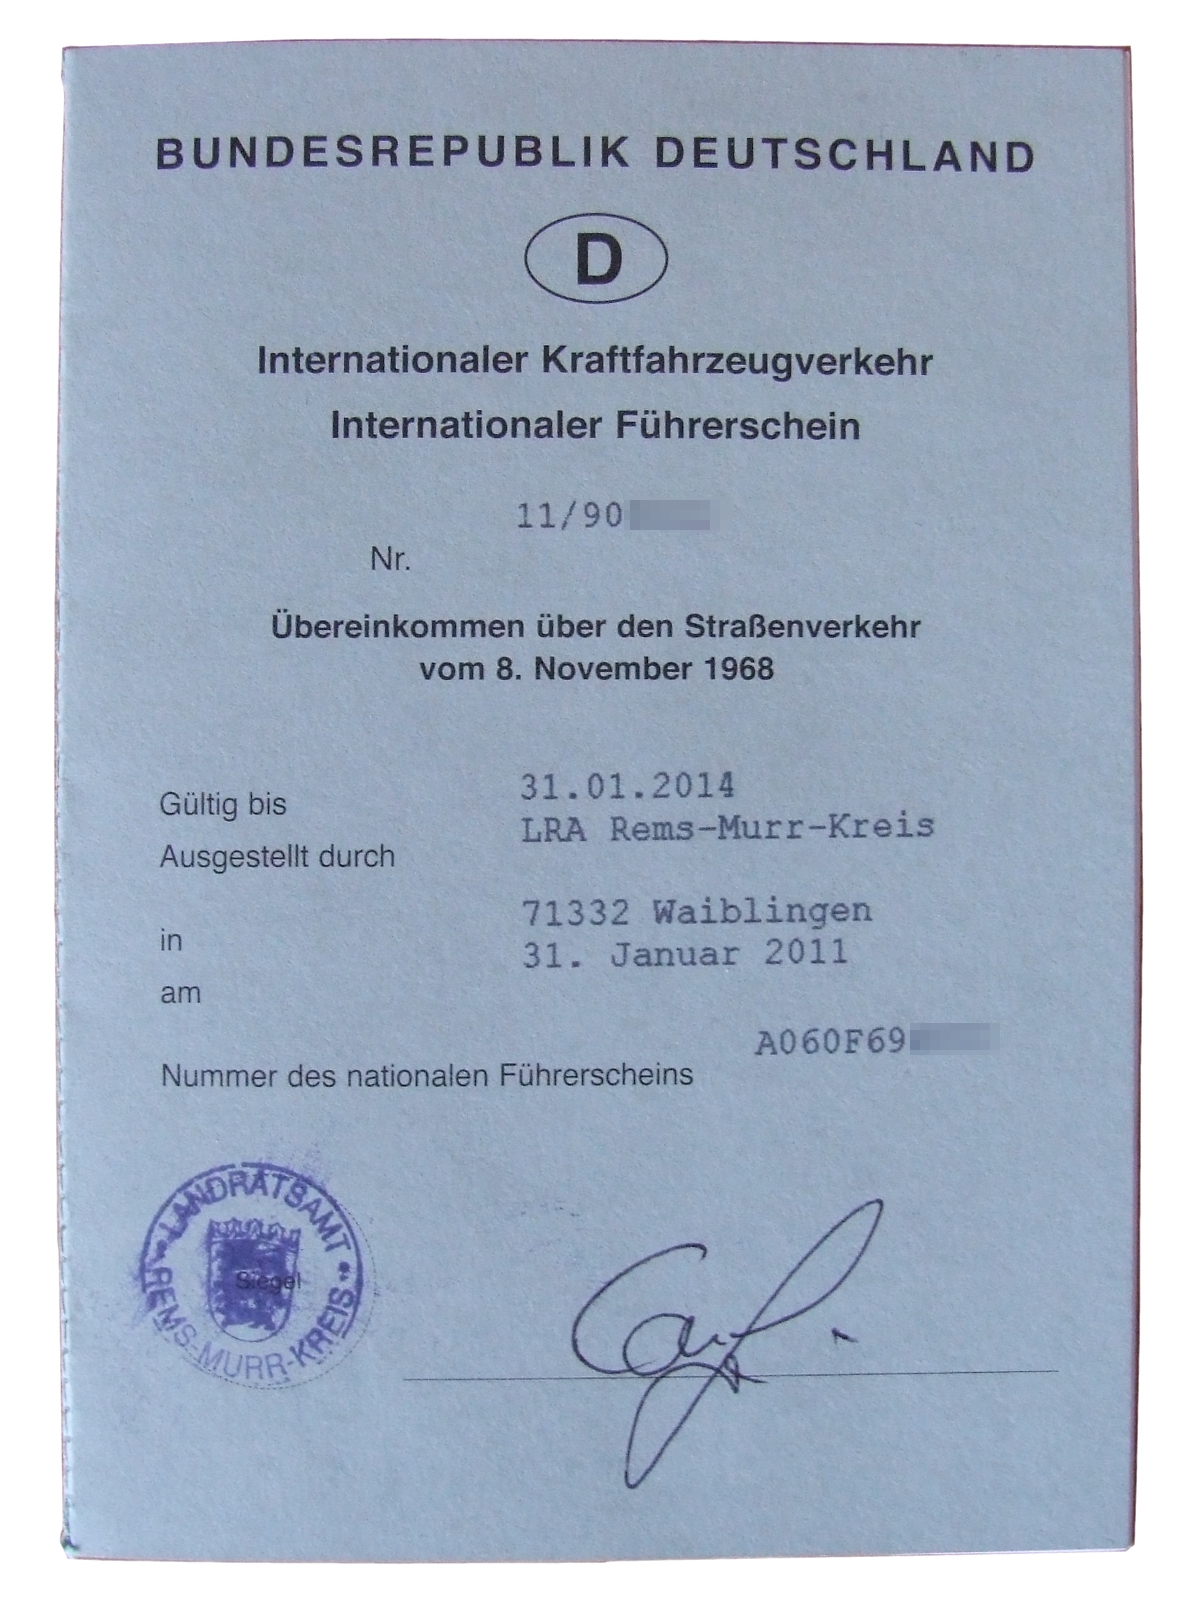 BUNDESREPUBLIK DEUTSCHLAND
D
Internationaler Kraftfahrzeugverkehr
Internationaler Führerschein
11/90
Nr.
Übereinkommen über den Straßenverkehr
vom 8. November 1968
31.01.2014
Gültig bis
LRA Rems-Murr-Kreis
Ausgestellt durch
71332 Waiblingen
in
31. Januar 2011
am
A060F69
Nummer des nationalen Führerscheins
LANDRATSAMT
Siegel
REMS-MURR-KREIS